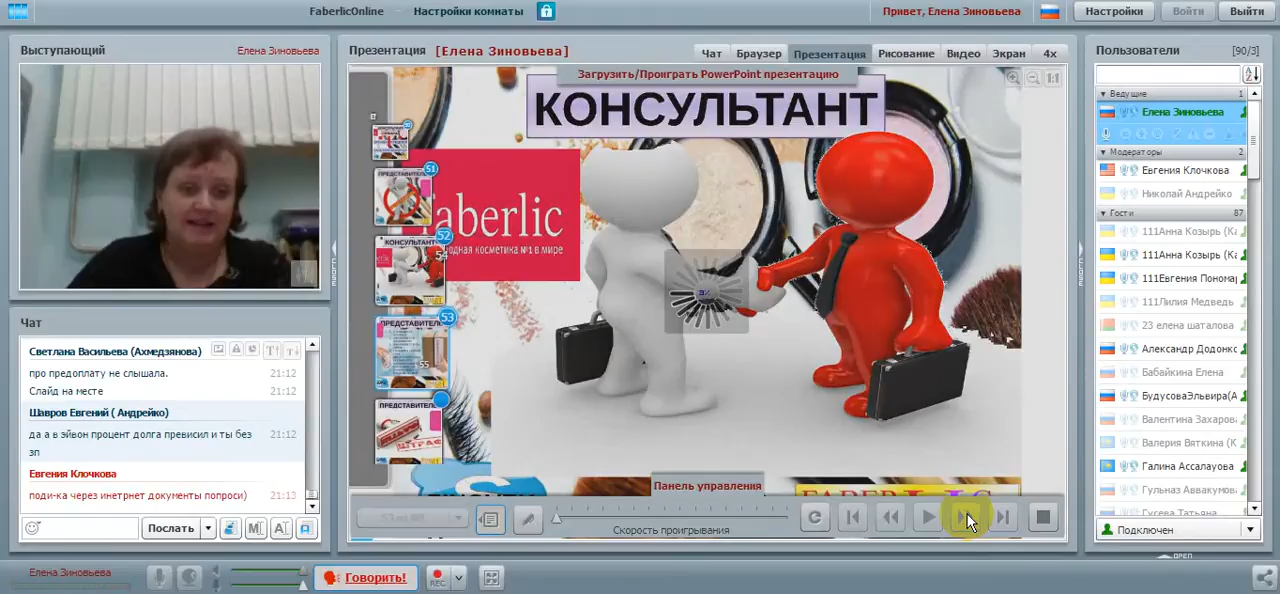 FaberlicOnline
Настройки комнаты
Привет, Елена Зиновьева
Настройки
Войти
Выйти
Выступающий
Елена Зиновьева
Презентация
[Елена Зиновьева]
Чат
Браузер
Презентация
Рисование
Видео
Экран
4x
Пользователи
[90/3]
Загрузить/Проиграть PowerPoint презентацию
1:1
КОНСУЛЬТАНТ
aberlic
одная косметика №1 в мире
51
ПРЕДСТАВИТЕЛ
52
КОНСУЛЬТАНТ
54
53
ПРЕДСТАВИТЕЛ
55
ПРЕДСТАВИТЕЛ
ШТРАФ
Ведущие 1
Елена Зиновьева
Модераторы 2
Евгения Клочкова
Николай Андрейко
Гости 87
111Анна Козырь (К
111Анна Козырь (К
111Евгения Понома
111Лилия Медведь
23 елена шаталова
Александр Додонк
Бабайкина Елена
БудусоваЭльвира(А
Валентина Захаров
Валерия Вяткина (К
Галина Ассалауова
Гульназ Аввакумов
Гусева Татьяна
Подключен
OPEN
Чат
Светлана Васильева (Ахмедзянова)
про предоплату не слышала. 21:12
Слайд на месте 21:12
Шавров Евгений ( Андрейко)
да а в эйвон процент долга превисил и ты без 21:12
зп
Евгения Клочкова
поди-ка через инетрнет документы попроси) 21:13
Послать
Панель управления
Скорость проигрывания
Елена Зиновьева
Говорить!
REC